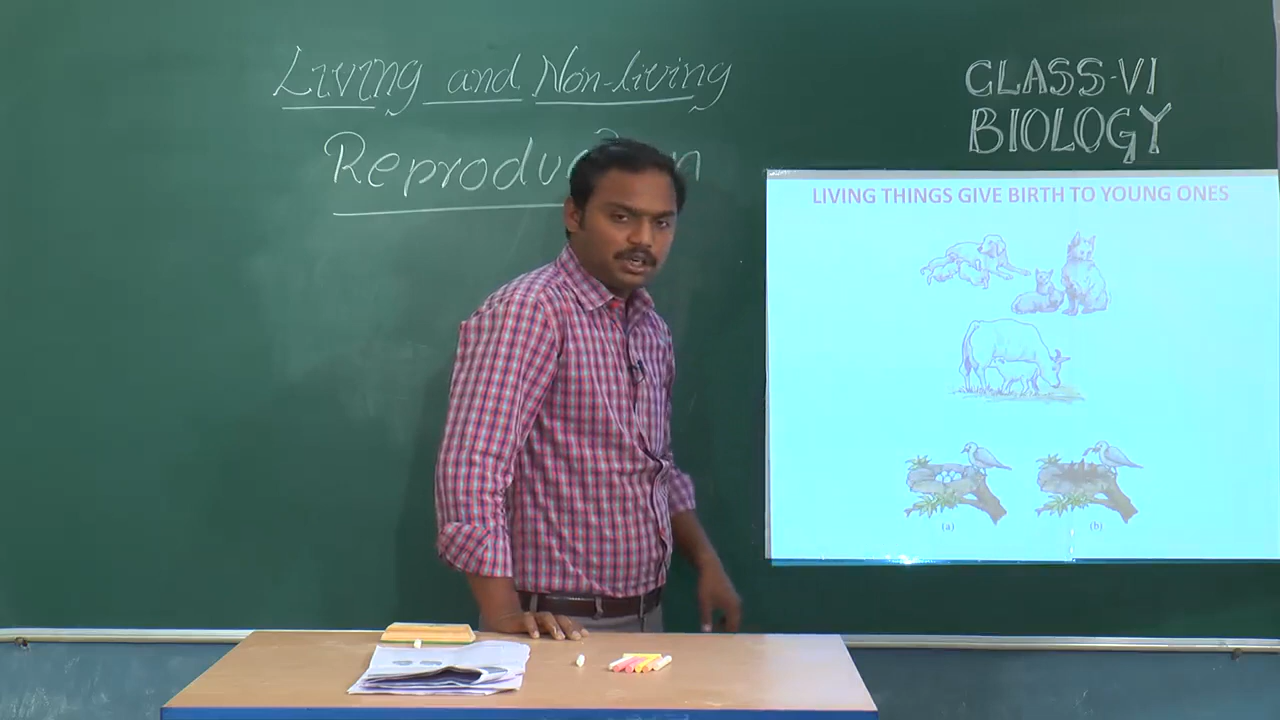 Living and Non-living
CLASS-VI
BIOLOGY
LIVING THINGS GIVE BIRTH TO YOUNG ONES
(a)
(b)